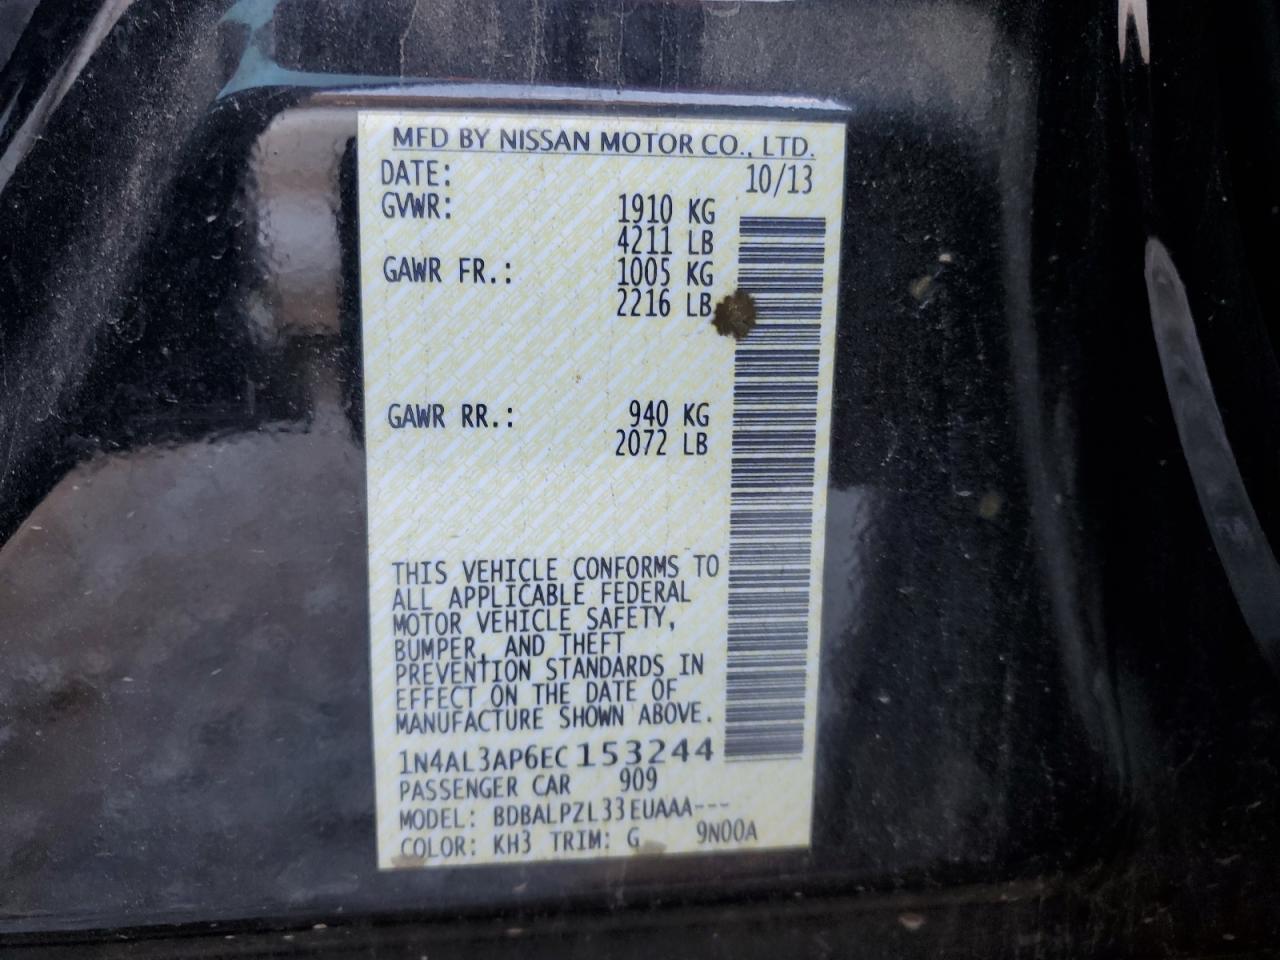 MFD BY NISSAN MOTOR CO., LTD.
DATE: 10/13
GVWR: 1910 KG
4211 LB
GAWR FR.: 1005 KG
2216 LB
GAWR RR.: 940 KG
2072 LB
THIS VEHICLE CONFORMS TO
ALL APPLICABLE FEDERAL
MOTOR VEHICLE SAFETY,
BUMPER, AND THEFT
PREVENTION STANDARDS IN
EFFECT ON THE DATE OF
MANUFACTURE SHOWN ABOVE.
1N4AL3AP6EC153244
PASSENGER CAR 909
MODEL: BDBALPZL33EUAAA---
COLOR: KH3 TRIM: G 9N00A